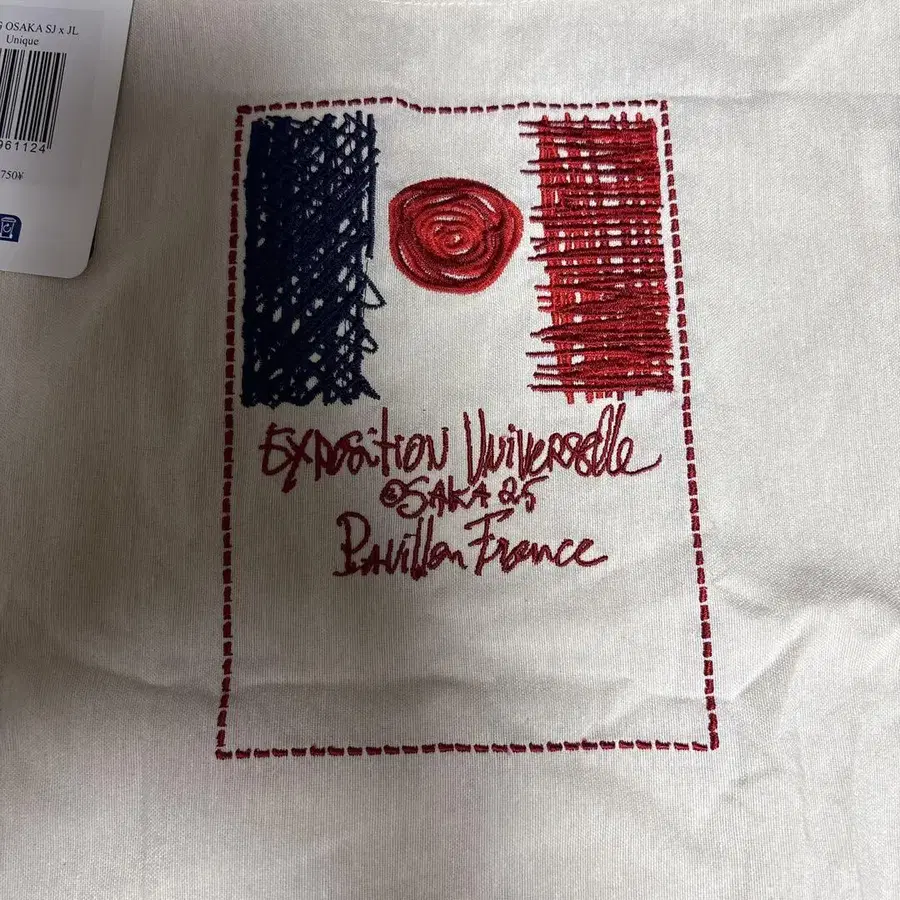 G OSAKA SJ x JL
Unique
961124
750¥
EXPOSITION UNIVERSELLE
OSAKA 25
PAVILLON FRANCE